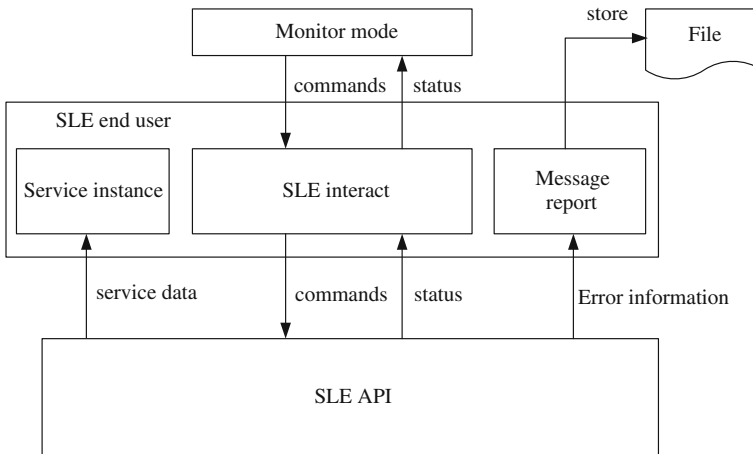 store
File
Monitor mode
commands
status
SLE end user
Service instance
SLE interact
Message
report
service data
commands
status
Error information
SLE API